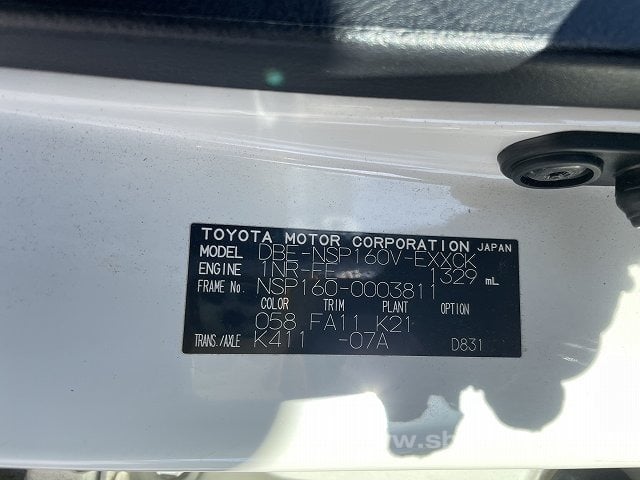 TOYOTA MOTOR CORPORATION JAPAN
MODEL DBE-NSP160V-EXXCK
ENGINE 1NR-FE 1329 mL
FRAME No. NSP160-0003811
COLOR TRIM PLANT OPTION
058 FA11 K21
TRANS./AXLE K411 -07A D831